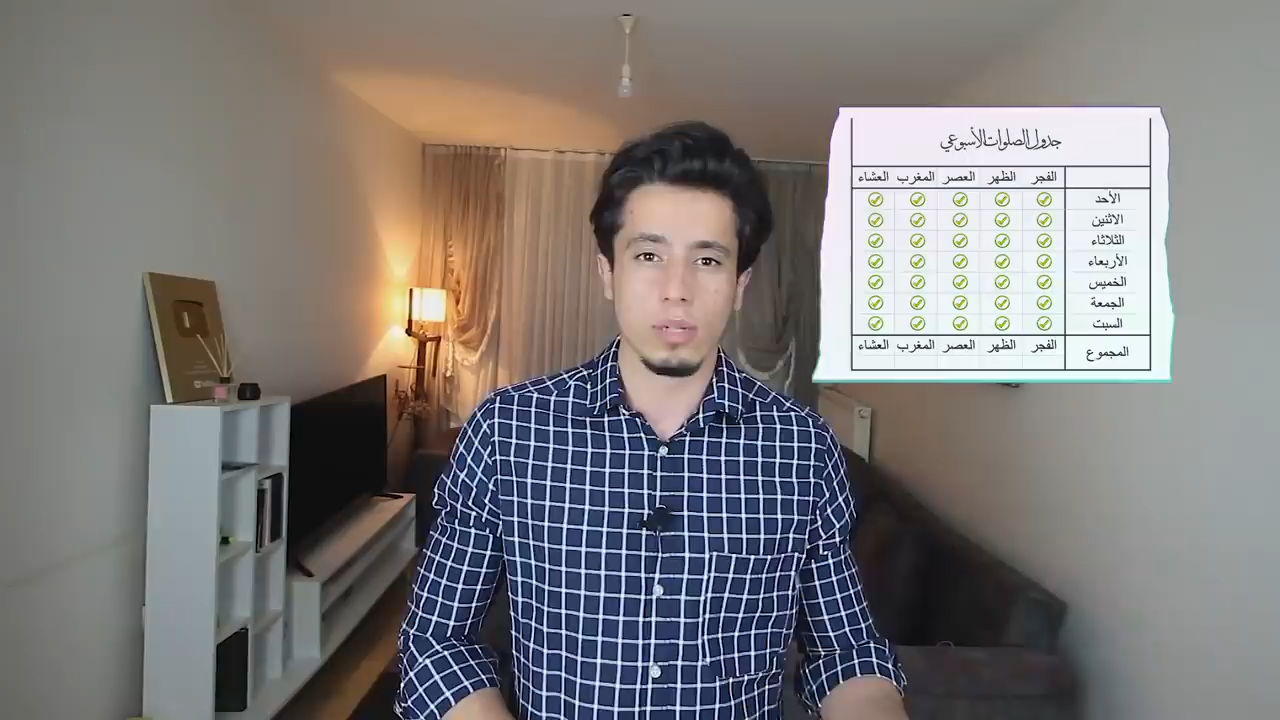 جدول الصلوات الأسبوعي
الفجر الظهر العصر المغرب العشاء
الأحد
الاثنين
الثلاثاء
الأربعاء
الخميس
الجمعة
السبت
المجموع الفجر الظهر العصر المغرب العشاء